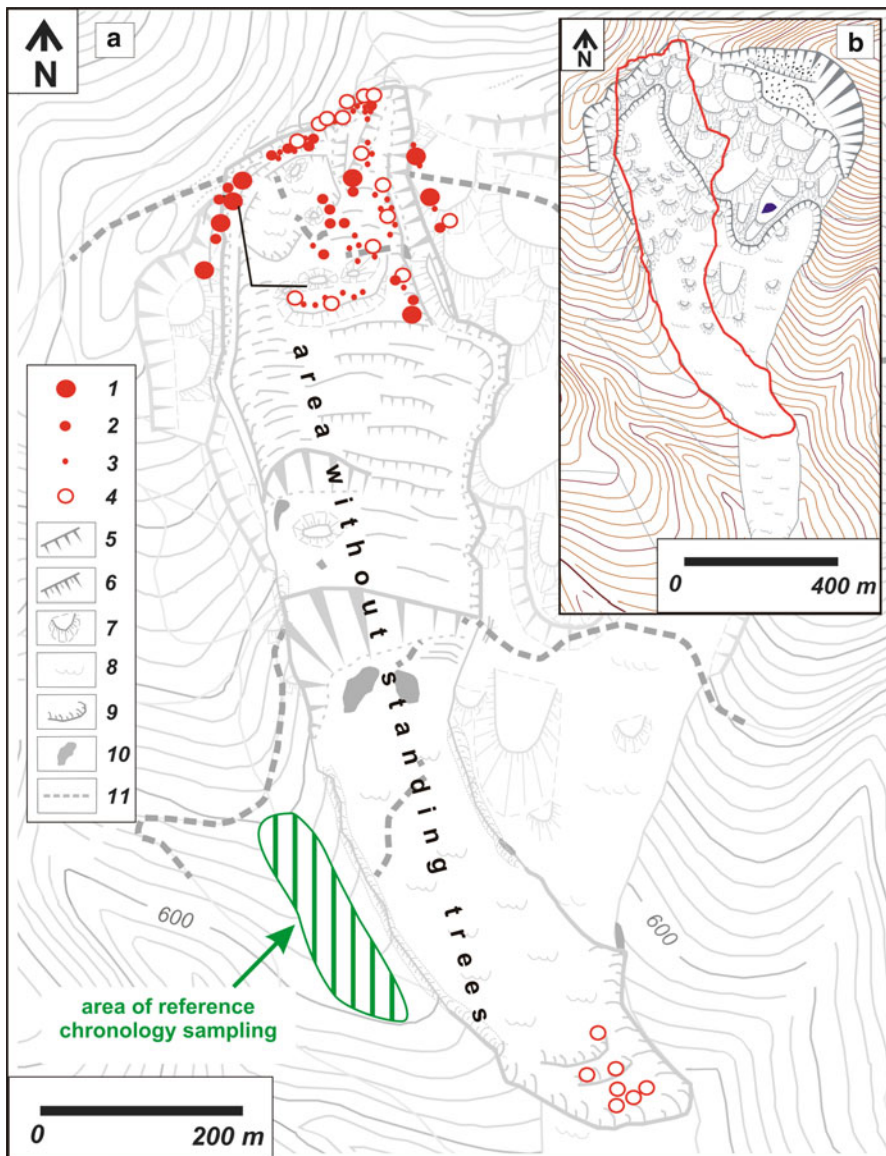 N
a
N
b
0 400 m
1
2
3
4
5
6
7
8
9
10
11
area without standing trees
600
600
area of reference
chronology sampling
0 200 m